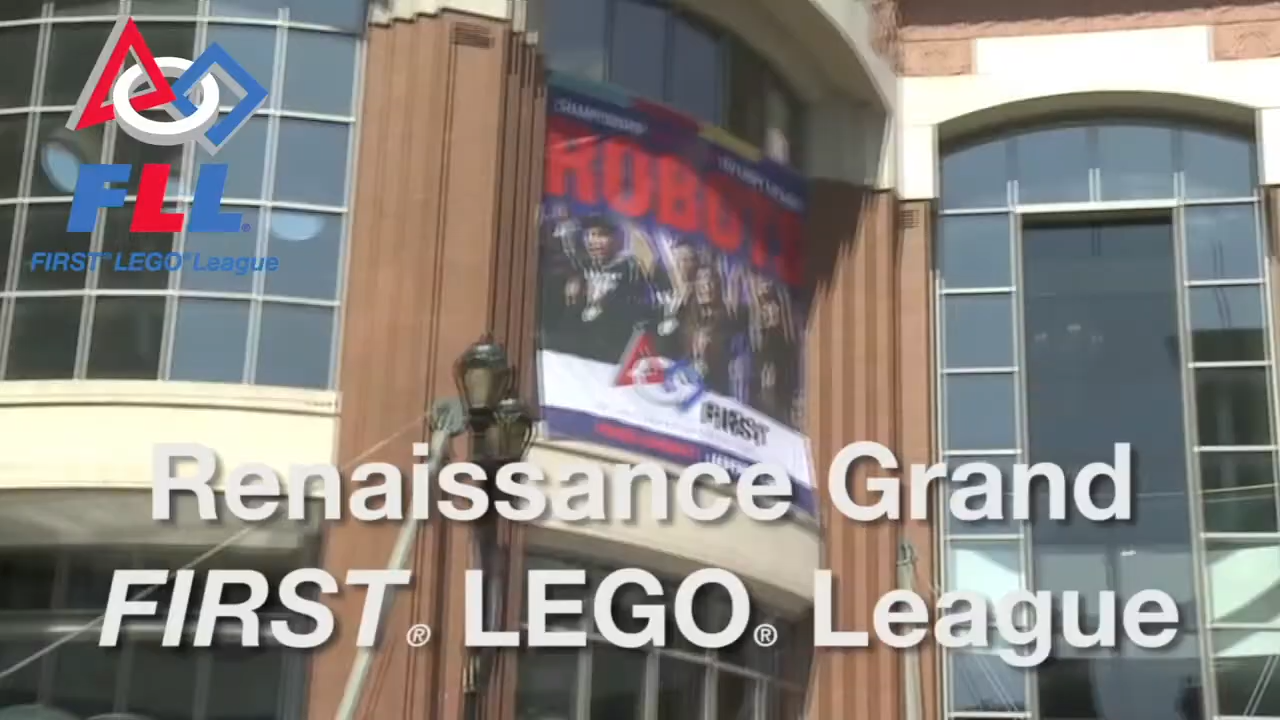 FLL®
FIRST® LEGO® League
CHAMPIONSHIP
ROBOTS
FIRST
Renaissance Grand
FIRST® LEGO® League